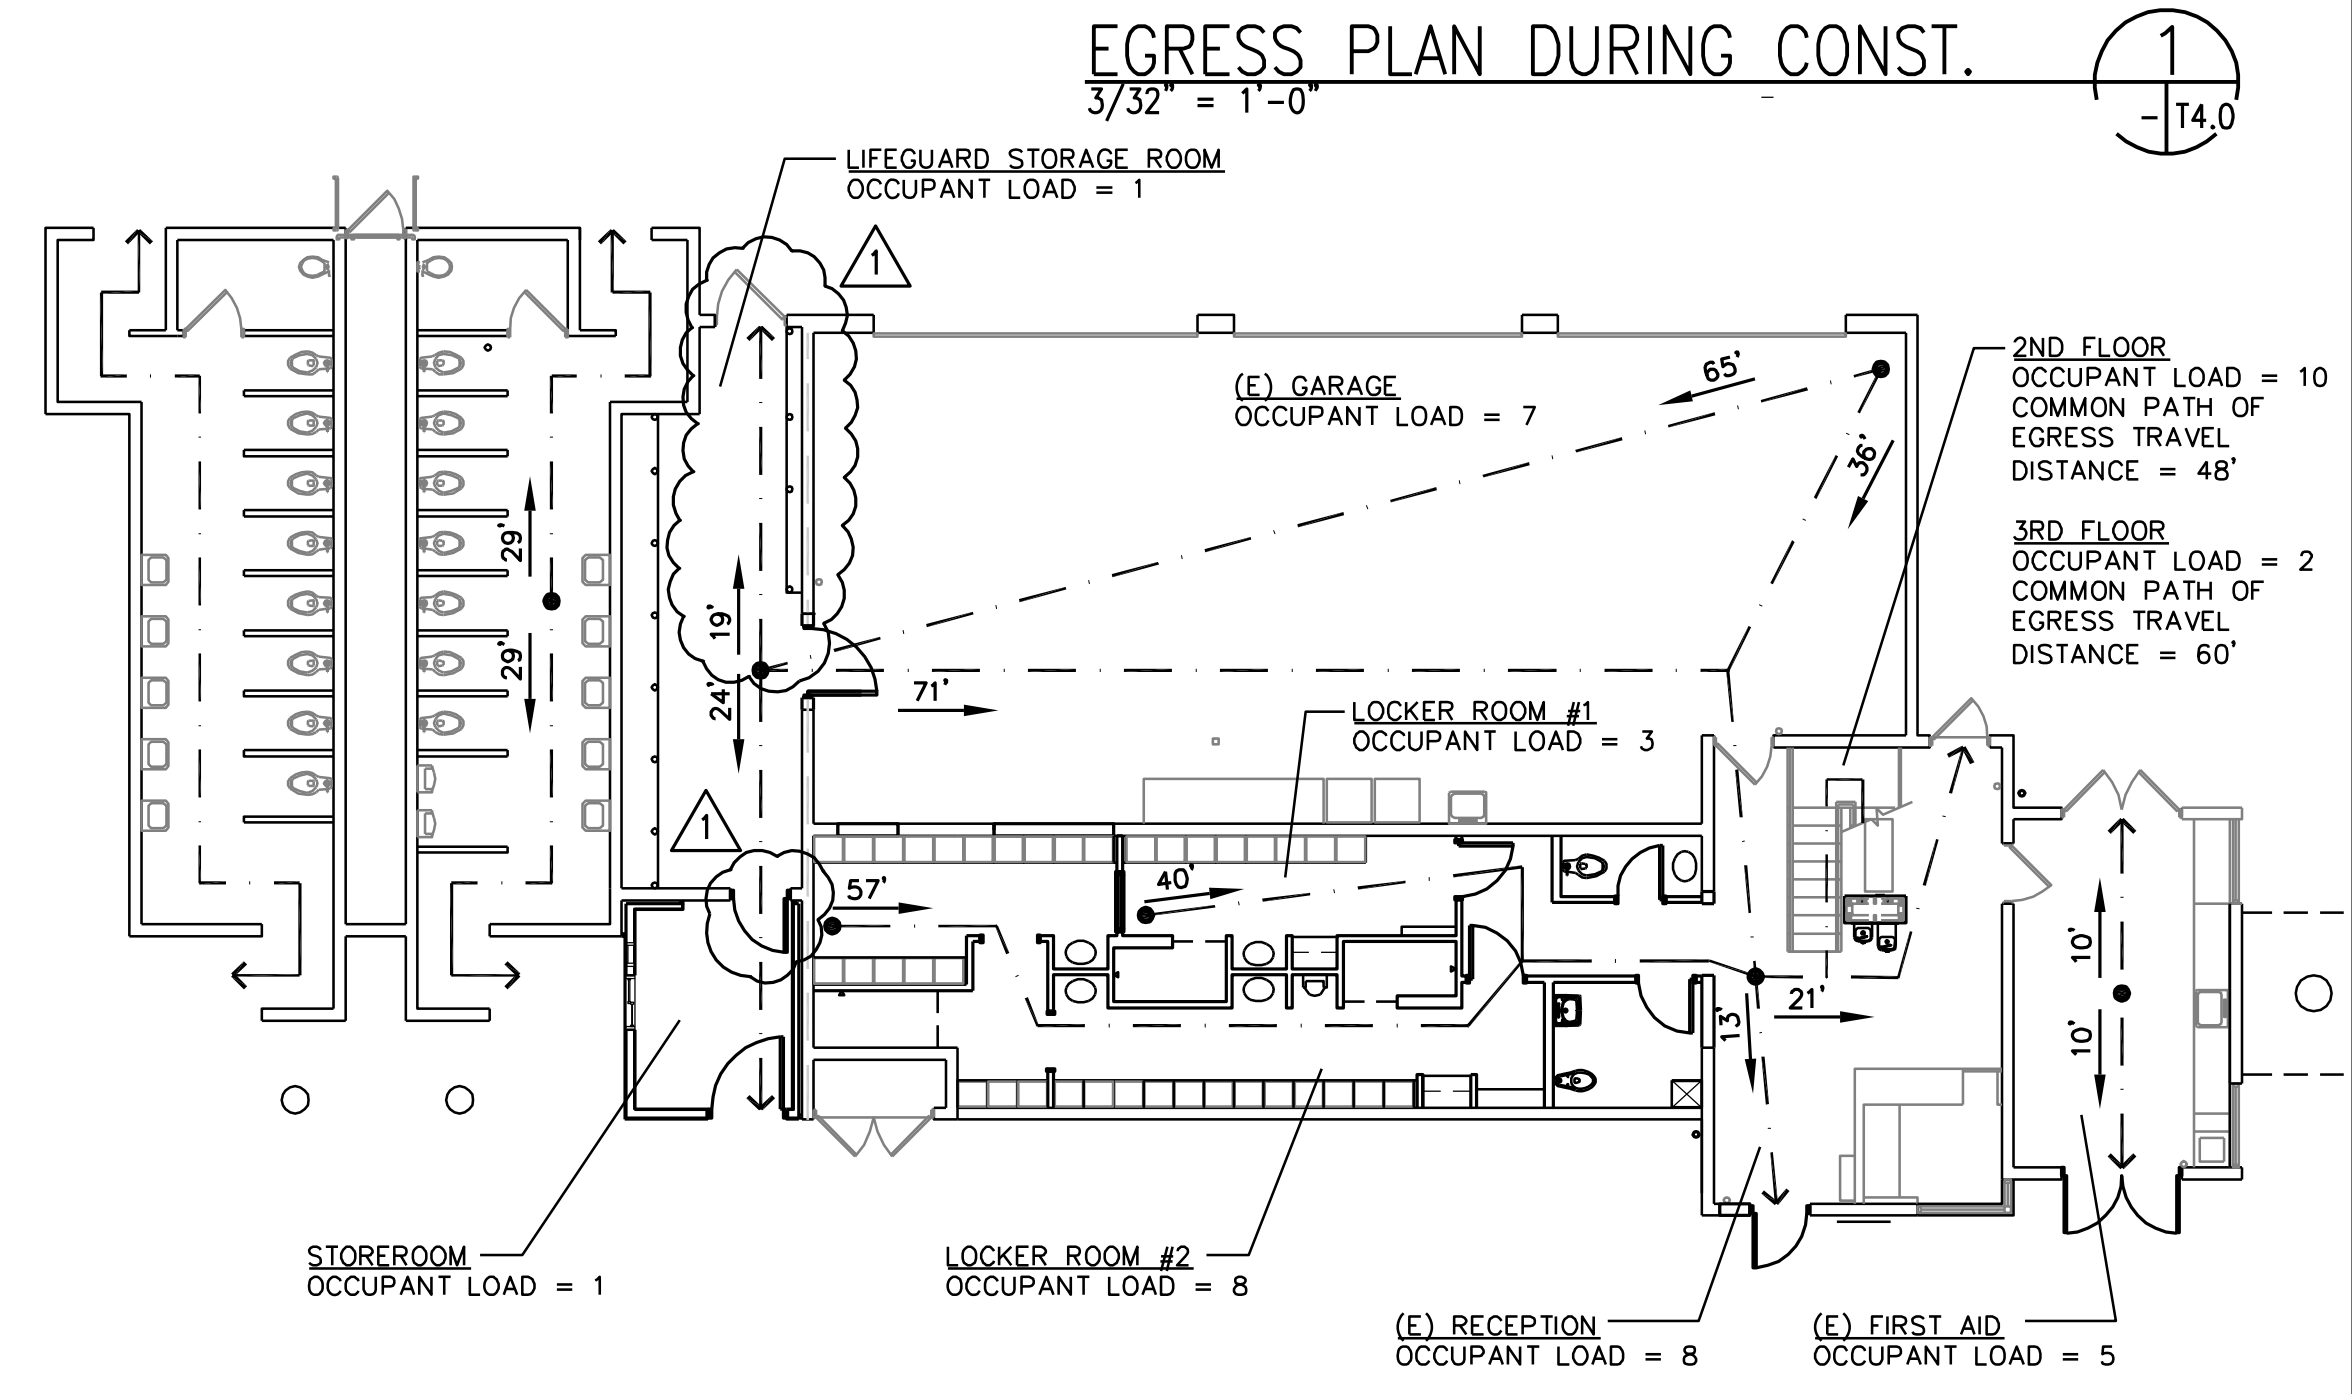 EGRESS PLAN DURING CONST.
3/32" = 1'-0"
1
- T4.0
LIFEGUARD STORAGE ROOM
OCCUPANT LOAD = 1
1
(E) GARAGE
OCCUPANT LOAD = 7
65'
36'
2ND FLOOR
OCCUPANT LOAD = 10
COMMON PATH OF
EGRESS TRAVEL
DISTANCE = 48'
3RD FLOOR
OCCUPANT LOAD = 2
COMMON PATH OF
EGRESS TRAVEL
DISTANCE = 60'
29'
29'
19'
24'
71'
LOCKER ROOM #1
OCCUPANT LOAD = 3
1
57'
40'
13'
21'
10'
10'
STOREROOM
OCCUPANT LOAD = 1
LOCKER ROOM #2
OCCUPANT LOAD = 8
(E) RECEPTION
OCCUPANT LOAD = 8
(E) FIRST AID
OCCUPANT LOAD = 5